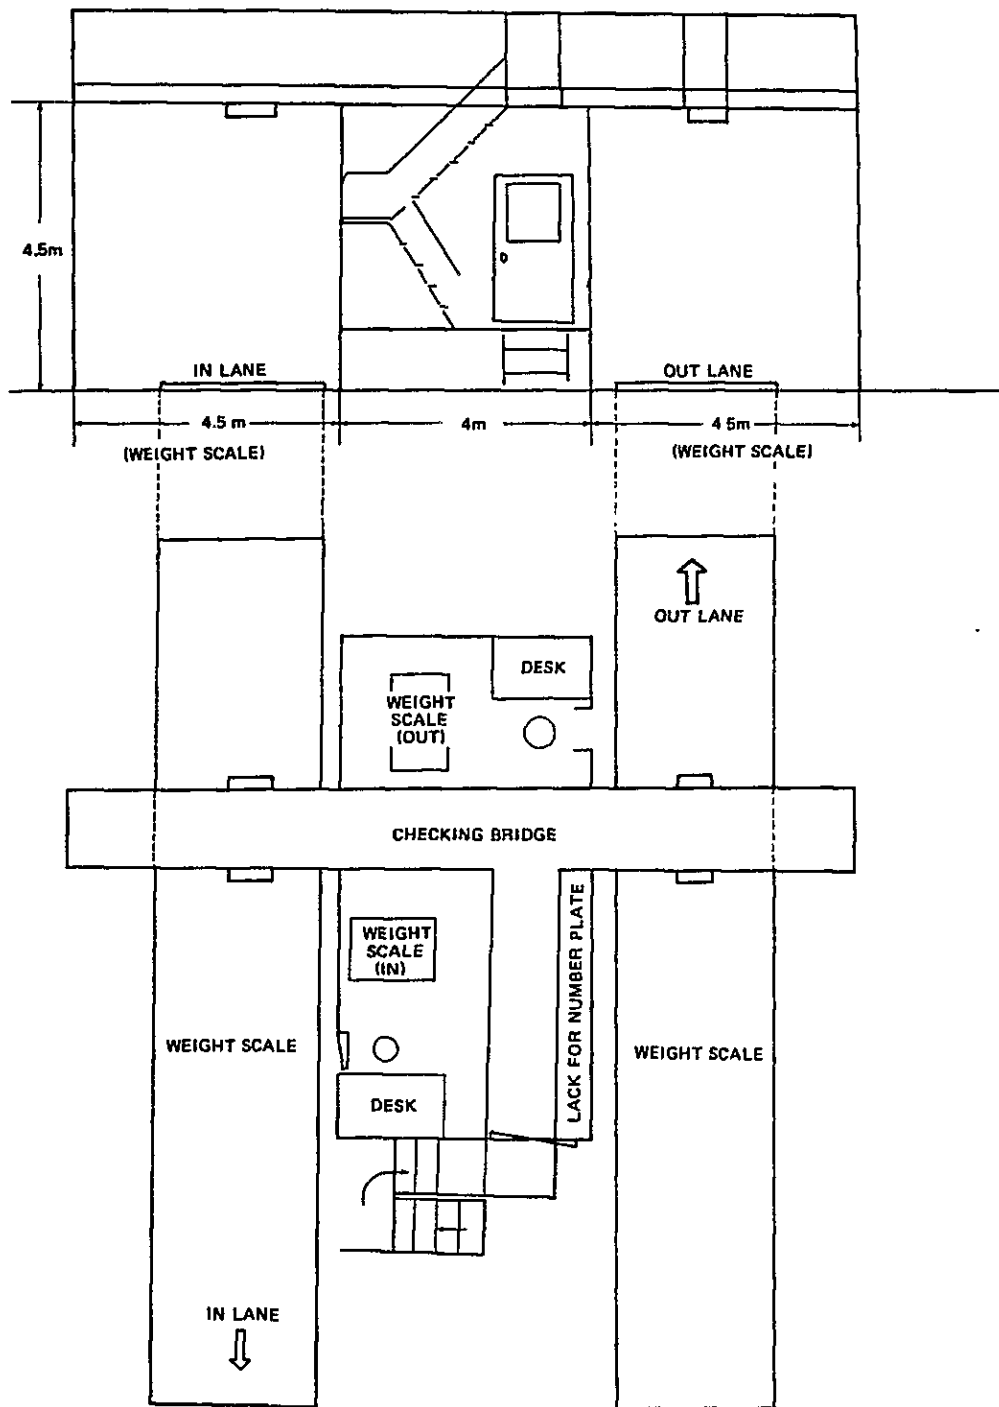 4.5m
IN LANE
OUT LANE
4.5 m
4m
4 5m
(WEIGHT SCALE)
(WEIGHT SCALE)
OUT LANE
DESK
WEIGHT
SCALE
(OUT)
CHECKING BRIDGE
WEIGHT
SCALE
(IN)
LACK FOR NUMBER PLATE
WEIGHT SCALE
WEIGHT SCALE
DESK
IN LANE